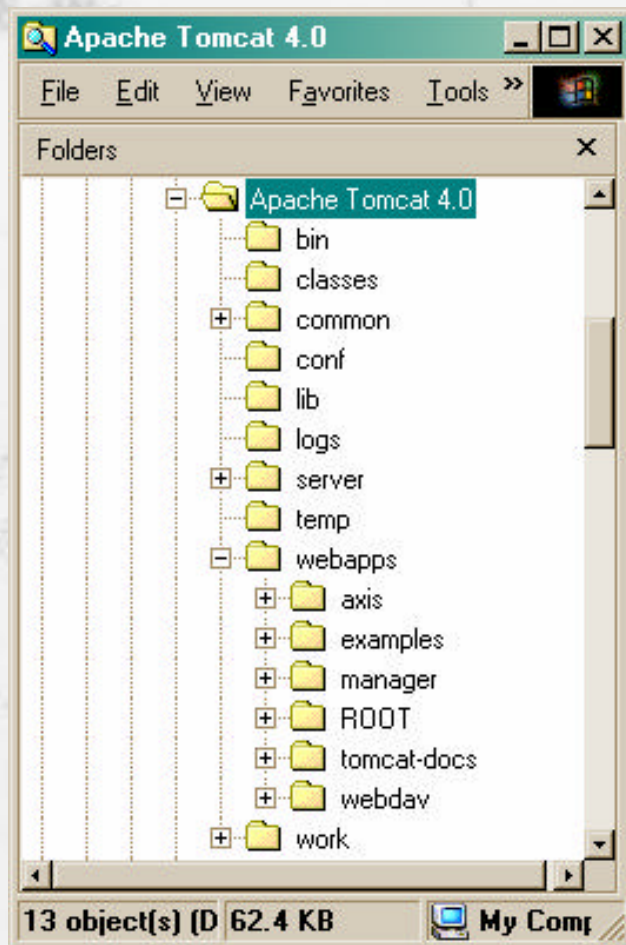 Apache Tomcat 4.0
File Edit View Favorites Tools »
Folders
Apache Tomcat 4.0
bin
classes
common
conf
lib
logs
server
temp
webapps
axis
examples
manager
ROOT
tomcat-docs
webdav
work
13 object(s) (D 62.4 KB My Comp